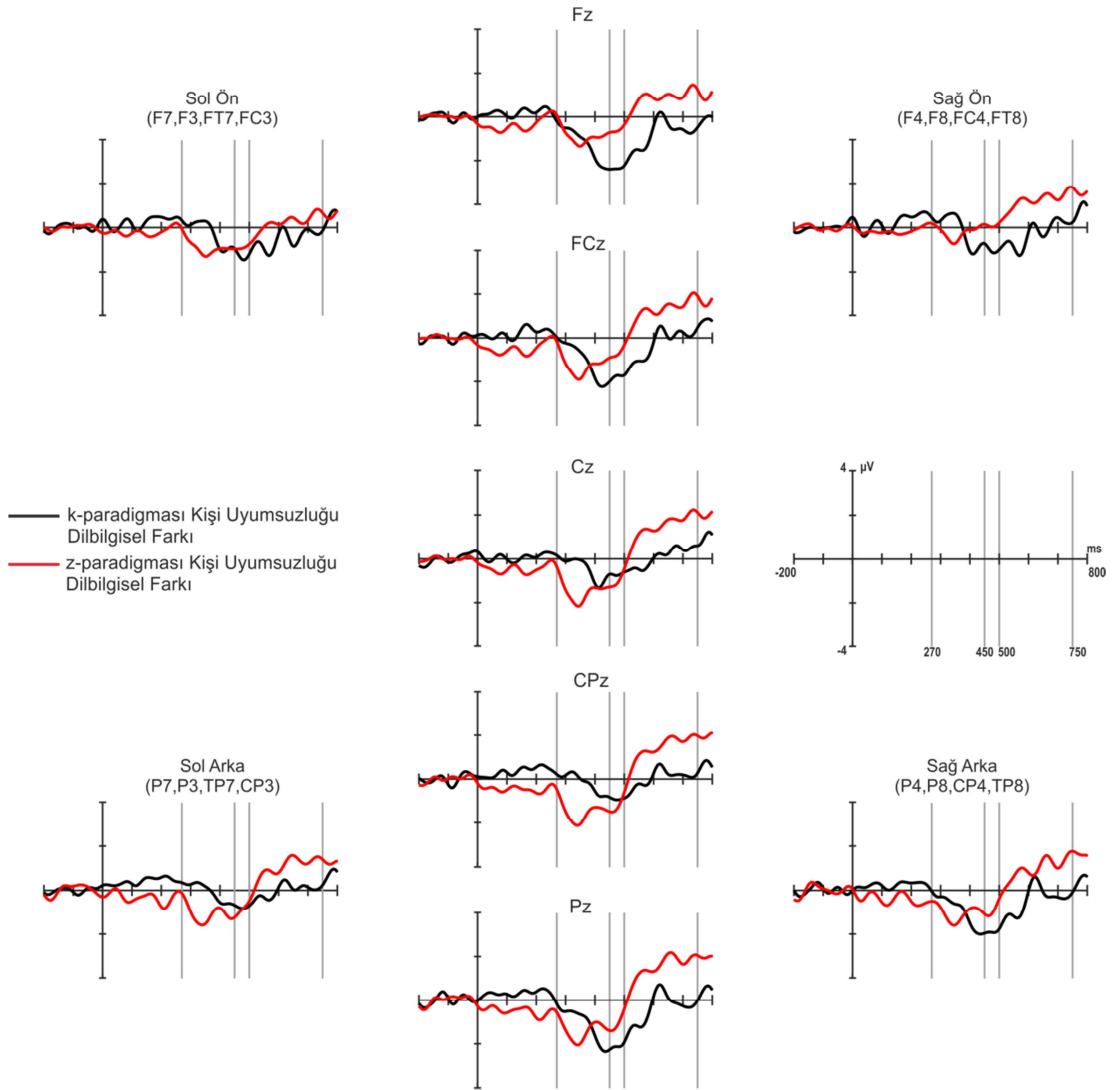 Fz
Sol Ön
(F7,F3,FT7,FC3)
Sağ Ön
(F4,F8,FC4,FT8)
FCz
Cz
k-paradigması Kişi Uyumsuzluğu
Dilbilgisel Farkı
z-paradigması Kişi Uyumsuzluğu
Dilbilgisel Farkı
4 µV
ms
-200 800
-4 270 450 500 750
CPz
Sol Arka
(P7,P3,TP7,CP3)
Sağ Arka
(P4,P8,CP4,TP8)
Pz